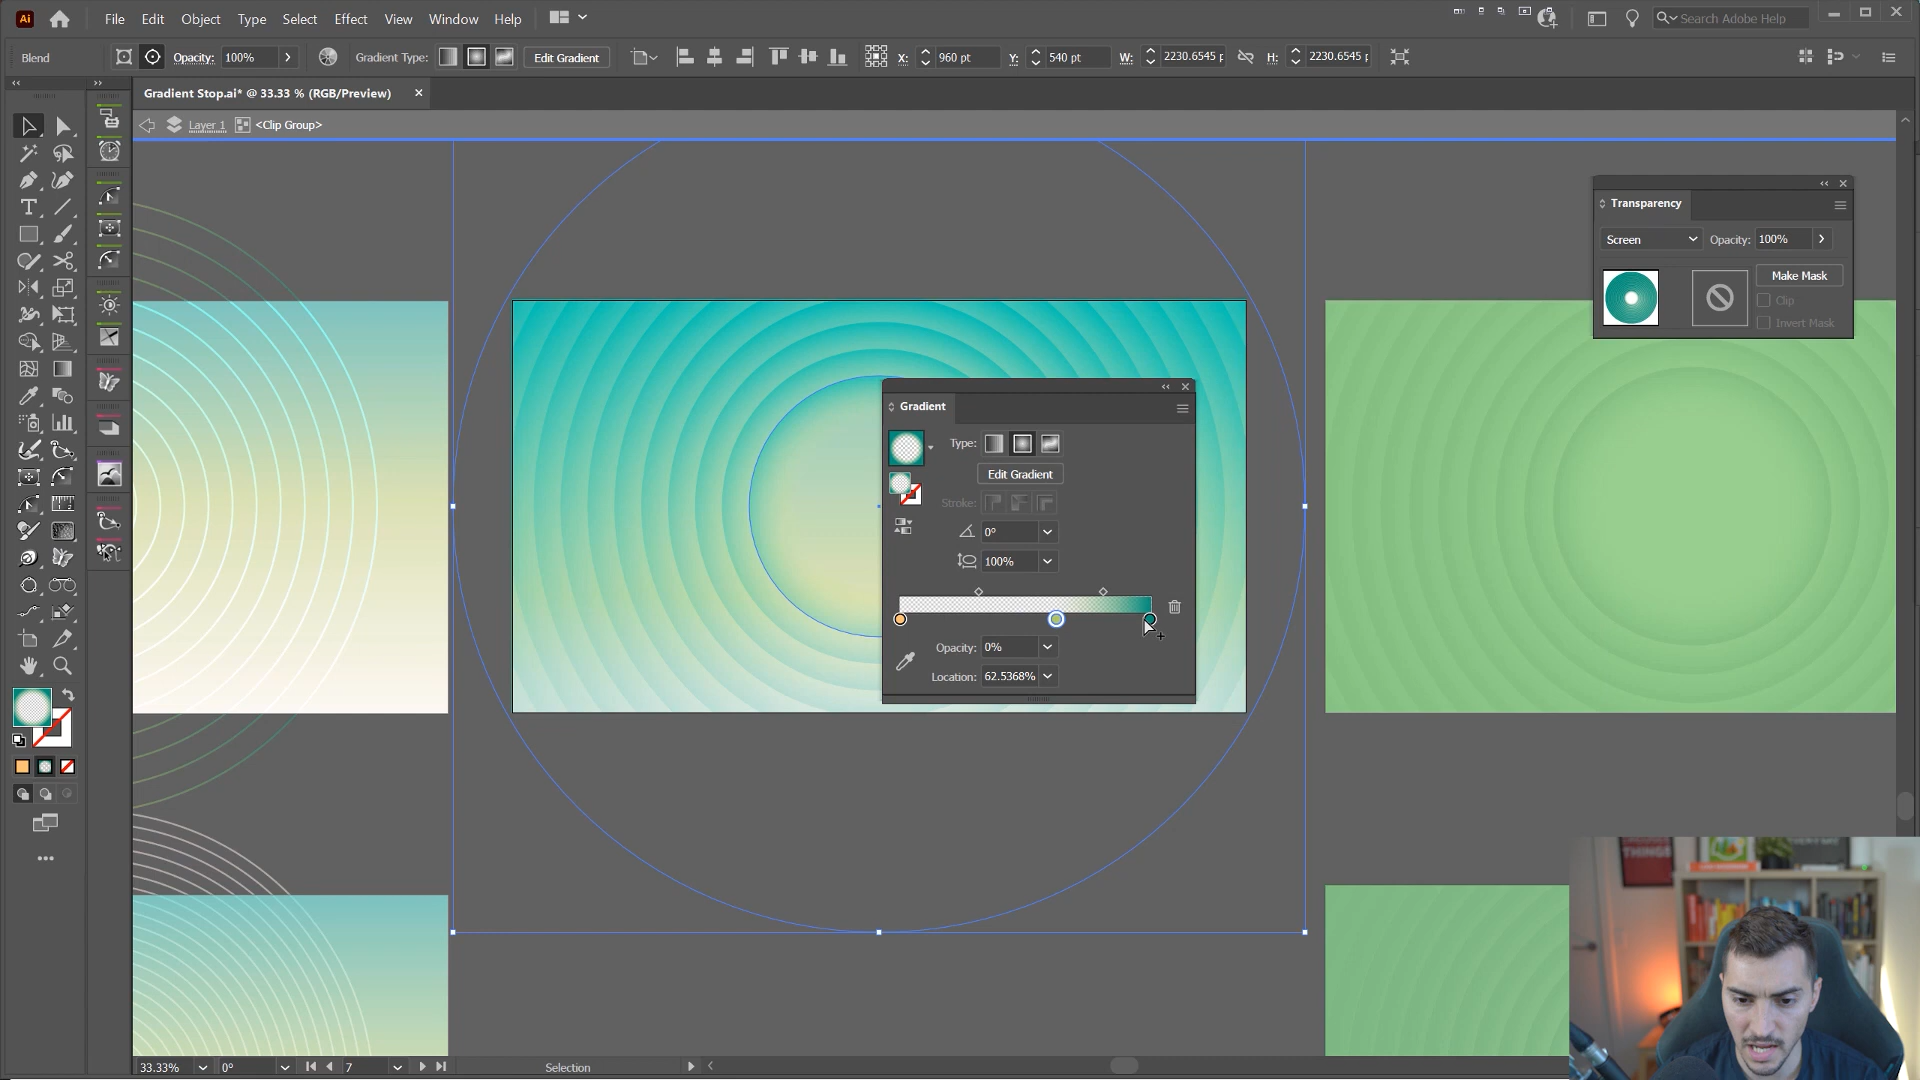 Ai File Edit Object Type Select Effect View Window Help Search Adobe Help
Blend Opacity: 100% Gradient Type: Edit Gradient X: 960 pt Y: 540 pt W: 2230.6545 p H: 2230.6545 p
Gradient Stop.ai* @ 33.33 % (RGB/Preview)
Layer 1 <Clip Group>
Transparency
Screen Opacity: 100%
Make Mask
Clip
Invert Mask
Gradient
Type:
Edit Gradient
Stroke:
0°
100%
Opacity: 0%
Location: 62.5368%
33.33% 0° 7 Selection
THINGS